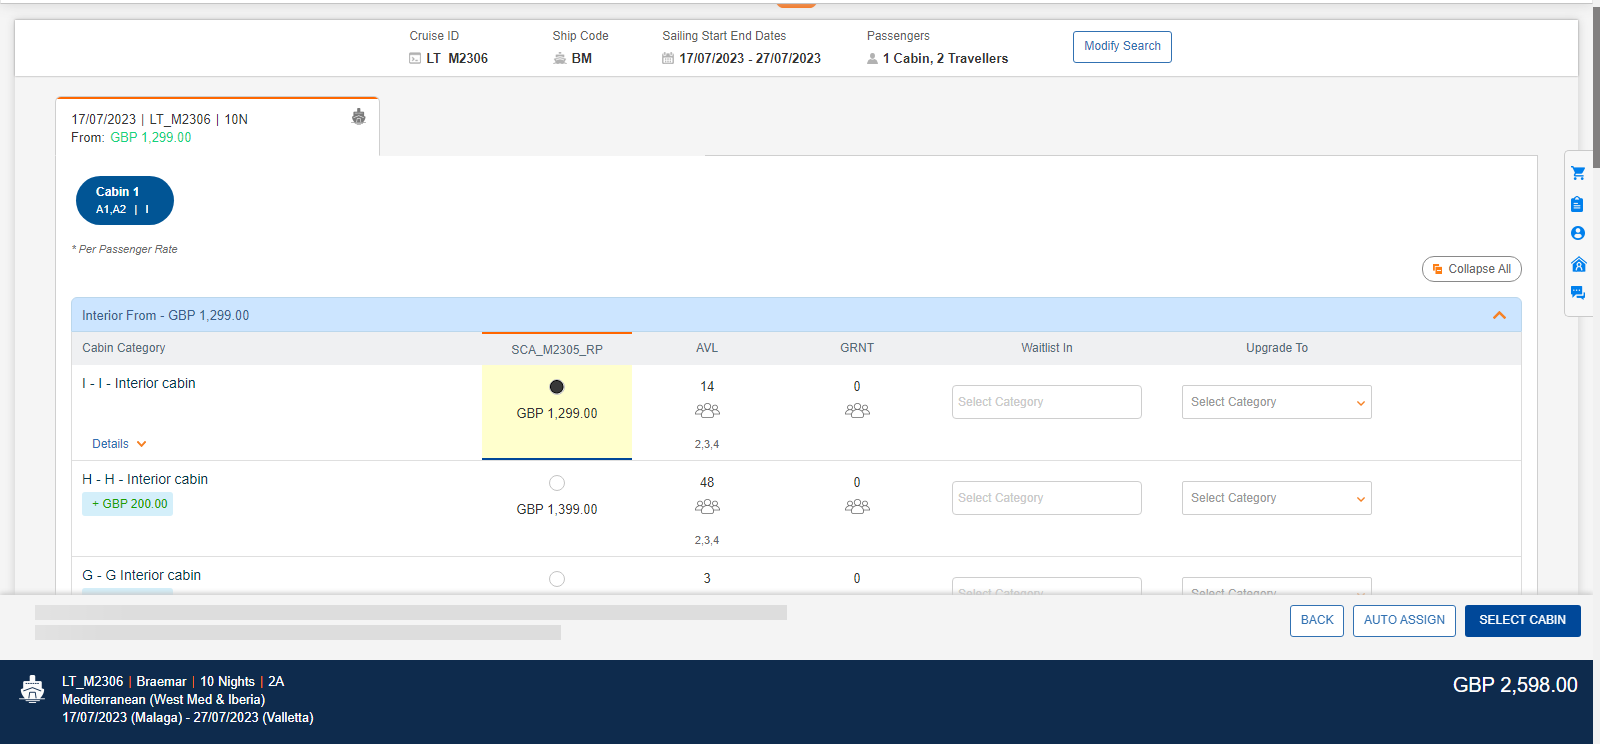 Cruise ID
Ship Code
Sailing Start End Dates
Passengers
LT M2306
BM
17/07/2023 - 27/07/2023
1 Cabin, 2 Travellers
Modify Search
17/07/2023 | LT_M2306 | 10N
From: GBP 1,299.00
Cabin 1
A1,A2 | I
* Per Passenger Rate
Collapse All
Interior From - GBP 1,299.00
Cabin Category
SCA_M2305_RP
AVL
GRNT
Waitlist In
Upgrade To
I - I - Interior cabin
GBP 1,299.00
14
2,3,4
0
Select Category
Select Category
Details
H - H - Interior cabin
+ GBP 200.00
GBP 1,399.00
48
2,3,4
0
Select Category
Select Category
G - G Interior cabin
3
0
Select Category
Select Category
BACK
AUTO ASSIGN
SELECT CABIN
LT_M2306 | Braemar | 10 Nights | 2A
Mediterranean (West Med & Iberia)
17/07/2023 (Malaga) - 27/07/2023 (Valletta)
GBP 2,598.00